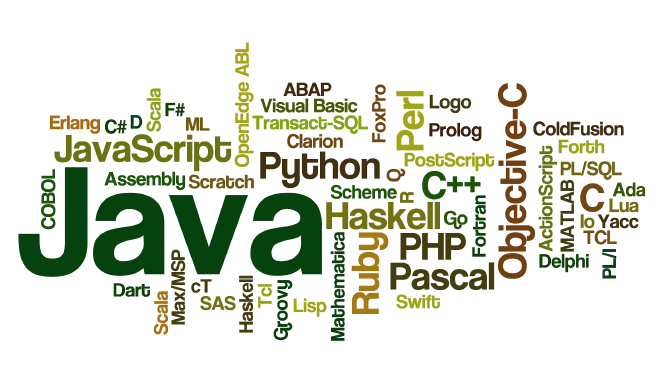 OpenEdge ABL
ABAP
FoxPro
Perl
Logo
Objective-C
Scala
F#
Visual Basic
Erlang
C#
D
ML
Transact-SQL
Prolog
ColdFusion
JavaScript
Clarion
Forth
Python
PostScript
ActionScript
PL/SQL
COBOL
Assembly
Scratch
Q
Scheme
R
C++
MATLAB
C
Ada
Lua
Java
Haskell
Go
Fortran
Io
Yacc
TCL
Mathematica
Ruby
PHP
Delphi
PL/I
Pascal
Dart
Scala
Max/MSP
cT
SAS
Haskell
Tcl
Groovy
Lisp
Swift